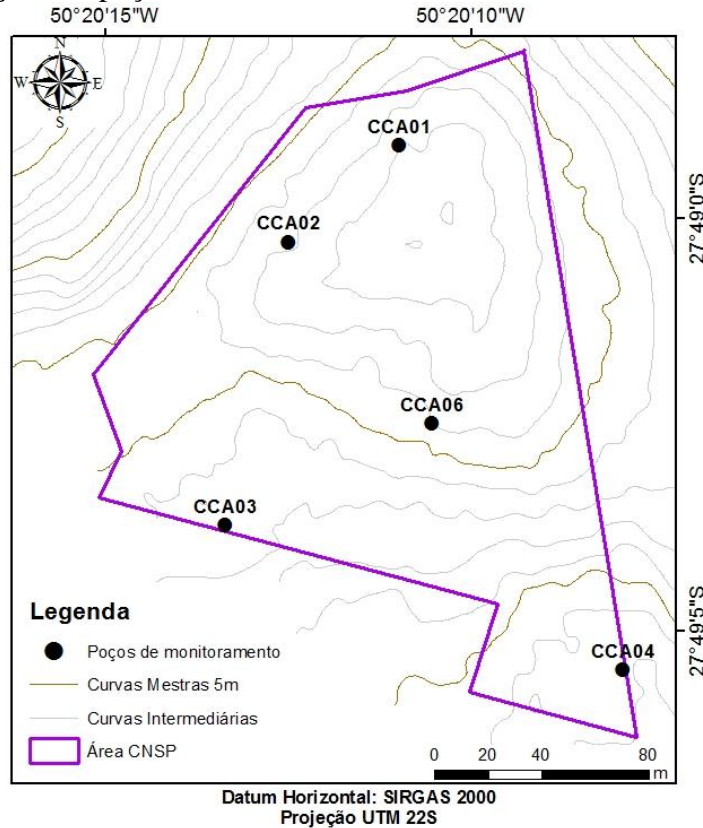 50°20'15"W 50°20'10"W
N
W E
S
CCA01
27°49'0"S
CCA02
CCA06
CCA03
Legenda
Poços de monitoramento
Curvas Mestras 5m
Curvas Intermediárias
Área CNSP
CCA04
27°49'5"S
0 20 40 80
m
Datum Horizontal: SIRGAS 2000
Projeção UTM 22S